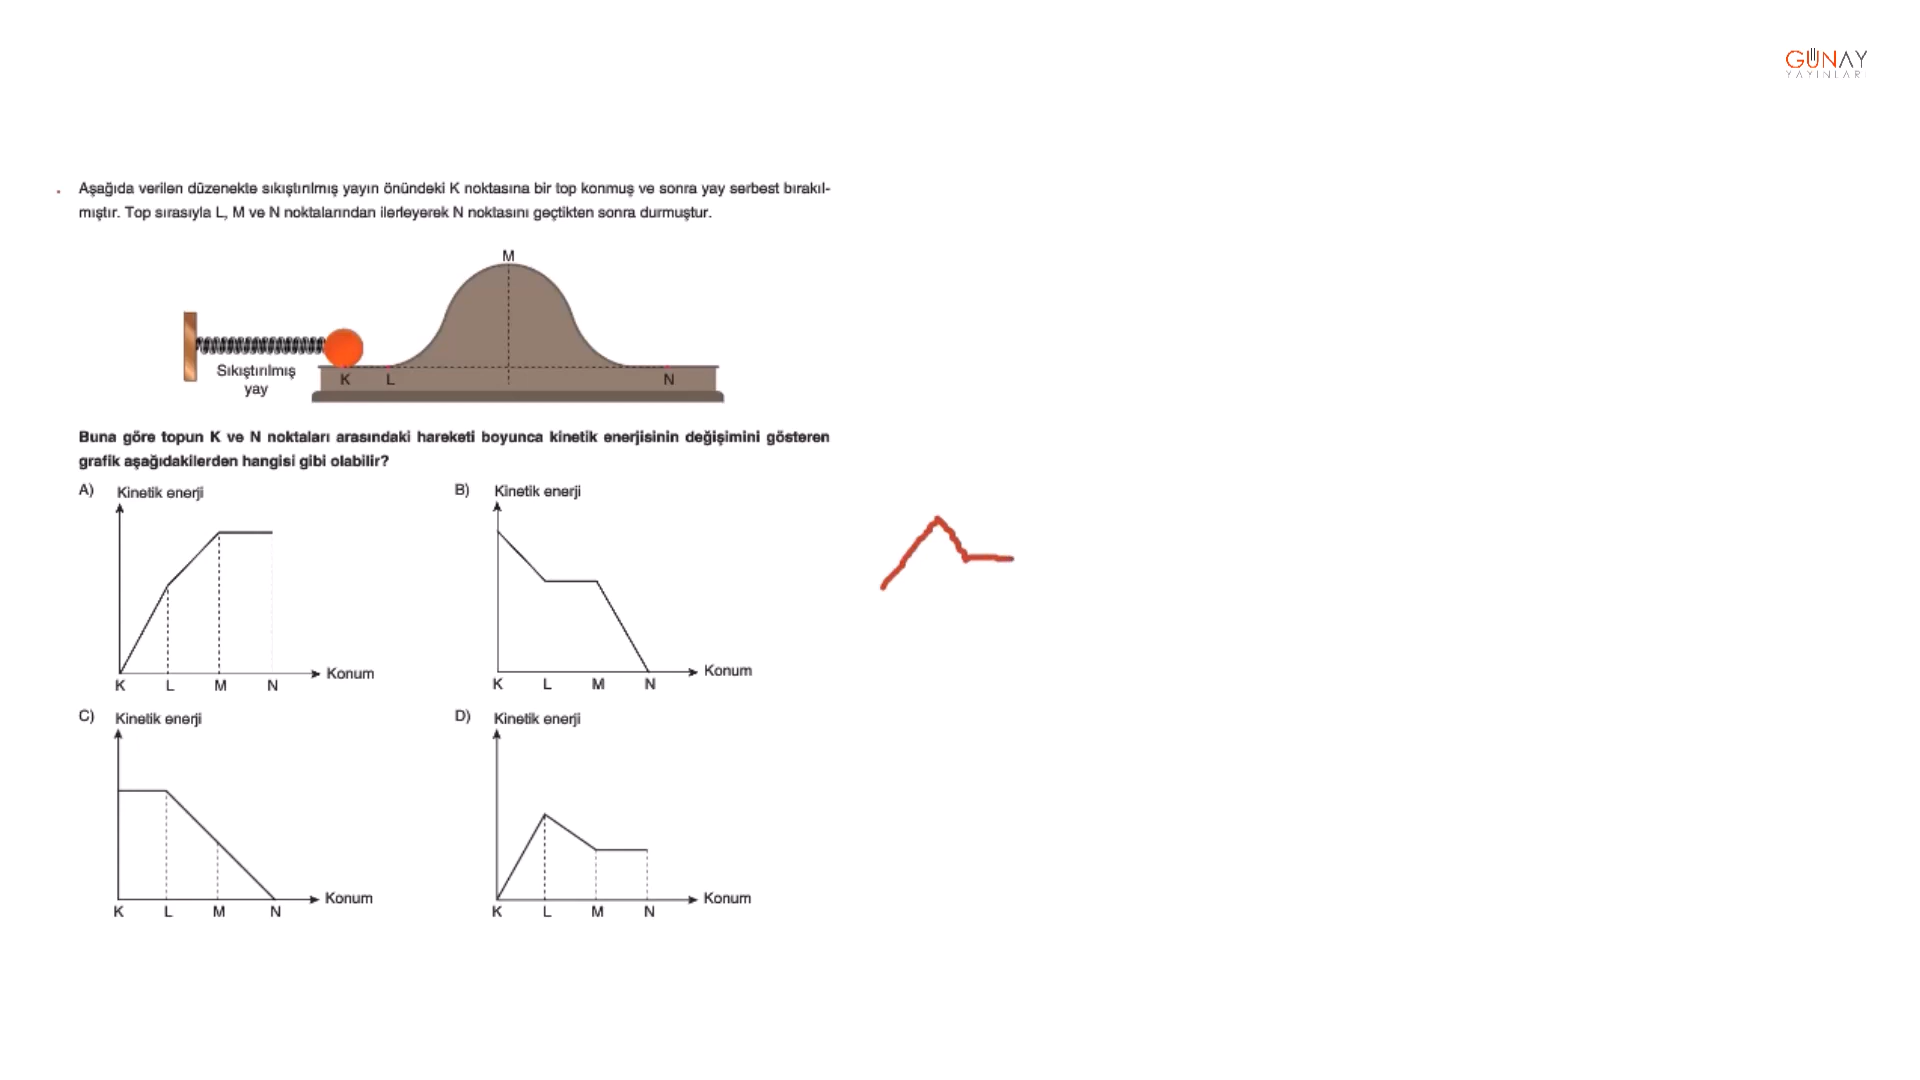 GÜNAY
YAYINLARI
. Aşağıda verilen düzenekte sıkıştırılmış yayın önündeki K noktasına bir top konmuş ve sonra yay serbest bırakıl-
mıştır. Top sırasıyla L, M ve N noktalarından ilerleyerek N noktasını geçtikten sonra durmuştur.
M
Sıkıştırılmış
yay
K L N
Buna göre topun K ve N noktaları arasındaki hareketi boyunca kinetik enerjisinin değişimini gösteren
grafik aşağıdakilerden hangisi gibi olabilir?
A) Kinetik enerji
Konum
K L M N
B) Kinetik enerji
Konum
K L M N
C) Kinetik enerji
Konum
K L M N
D) Kinetik enerji
Konum
K L M N